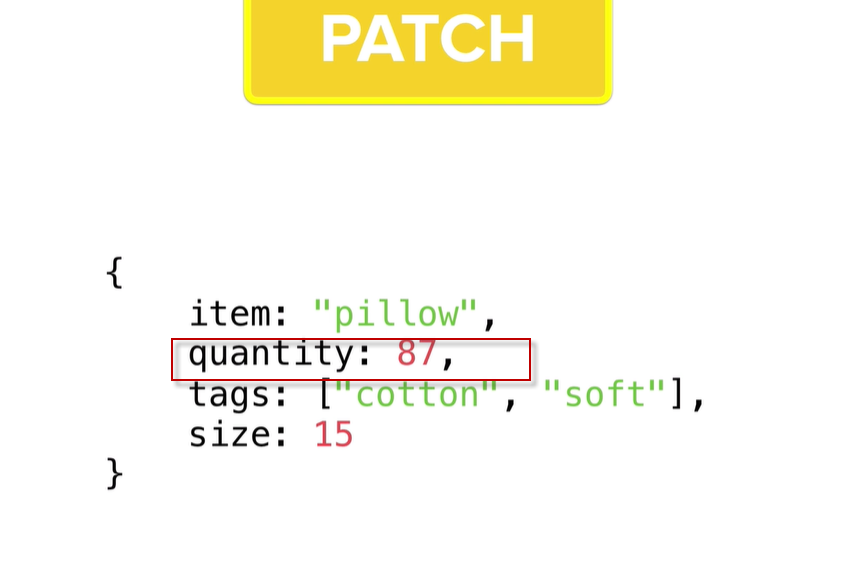 PATCH
{
item: "pillow",
quantity: 87,
tags: ["cotton", "soft"],
size: 15
}